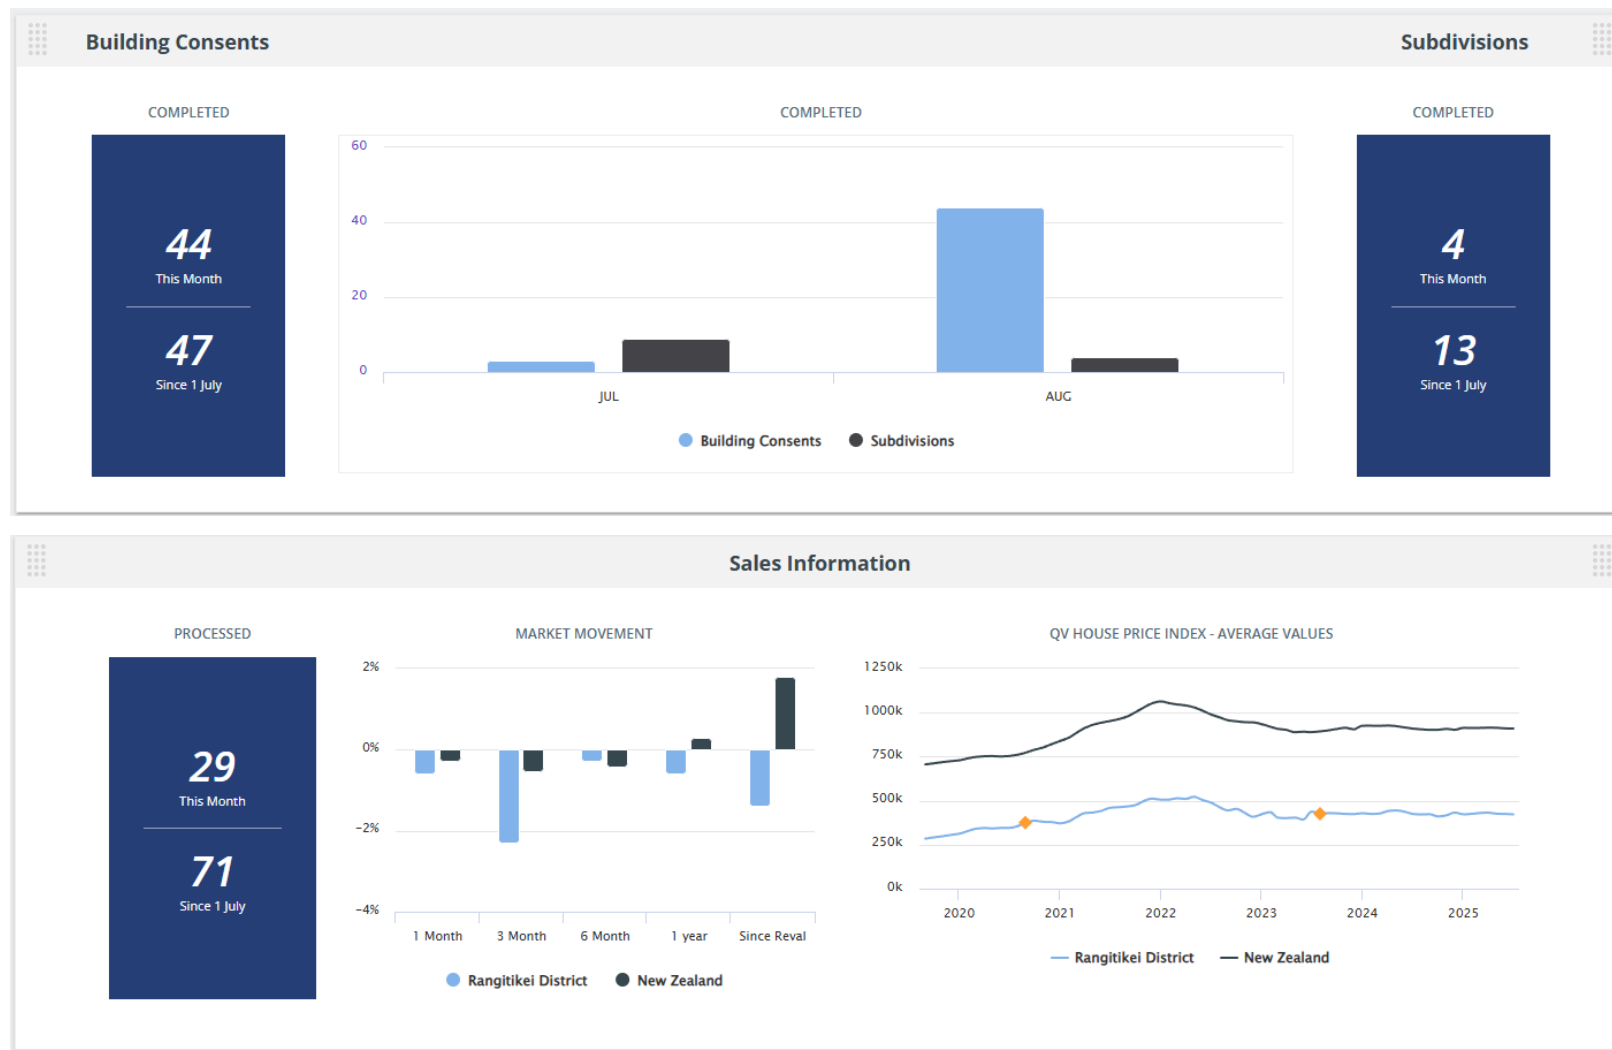 Building Consents
Subdivisions
COMPLETED
COMPLETED
COMPLETED
44
This Month
47
Since 1 July
60
40
20
0
JUL
AUG
Building Consents
Subdivisions
4
This Month
13
Since 1 July
Sales Information
PROCESSED
MARKET MOVEMENT
QV HOUSE PRICE INDEX - AVERAGE VALUES
29
This Month
71
Since 1 July
2%
0%
-2%
-4%
1 Month
3 Month
6 Month
1 year
Since Reval
Rangitikei District
New Zealand
1250k
1000k
750k
500k
250k
0k
2020
2021
2022
2023
2024
2025
Rangitikei District
New Zealand